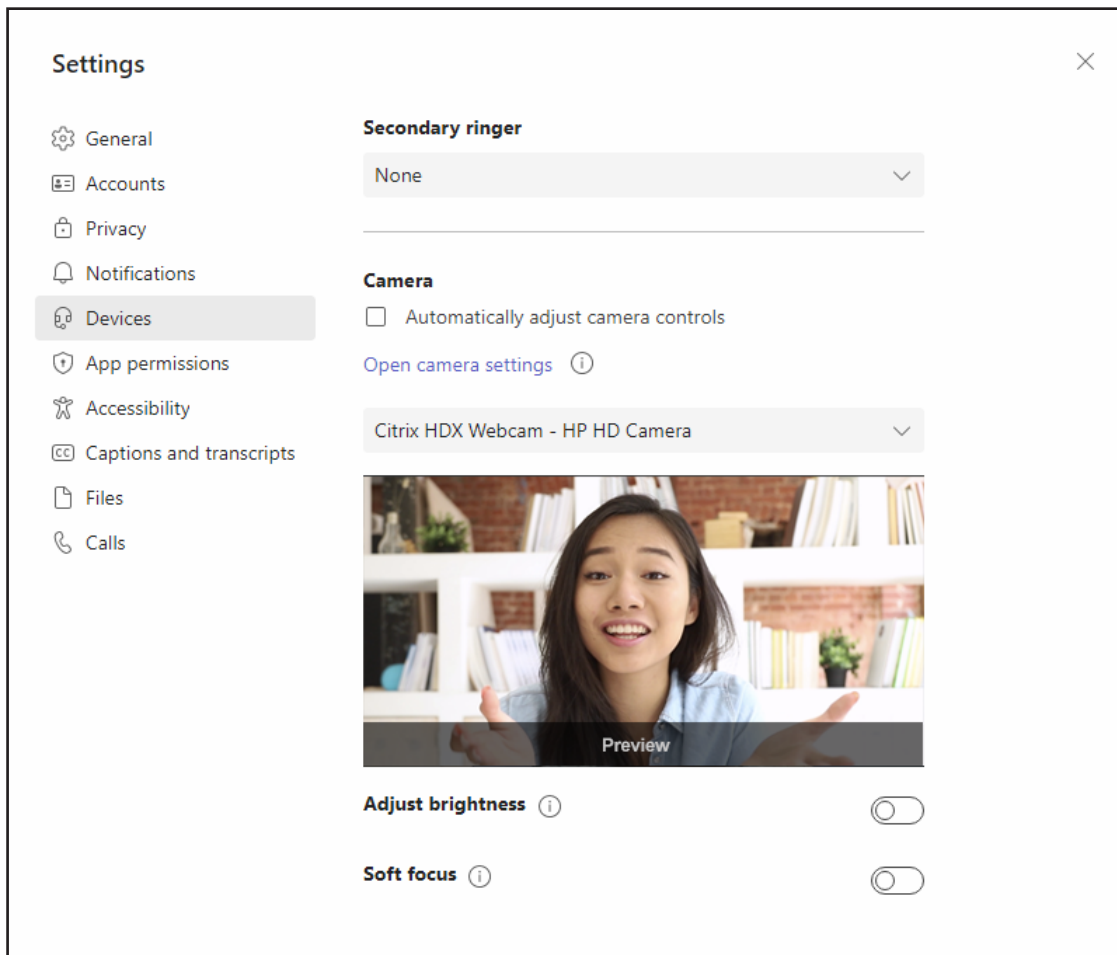 Settings
General
Accounts
Privacy
Notifications
Devices
App permissions
Accessibility
CC Captions and transcripts
Files
Calls
Secondary ringer
None
Camera
Automatically adjust camera controls
Open camera settings
Citrix HDX Webcam - HP HD Camera
Preview
Adjust brightness
Soft focus